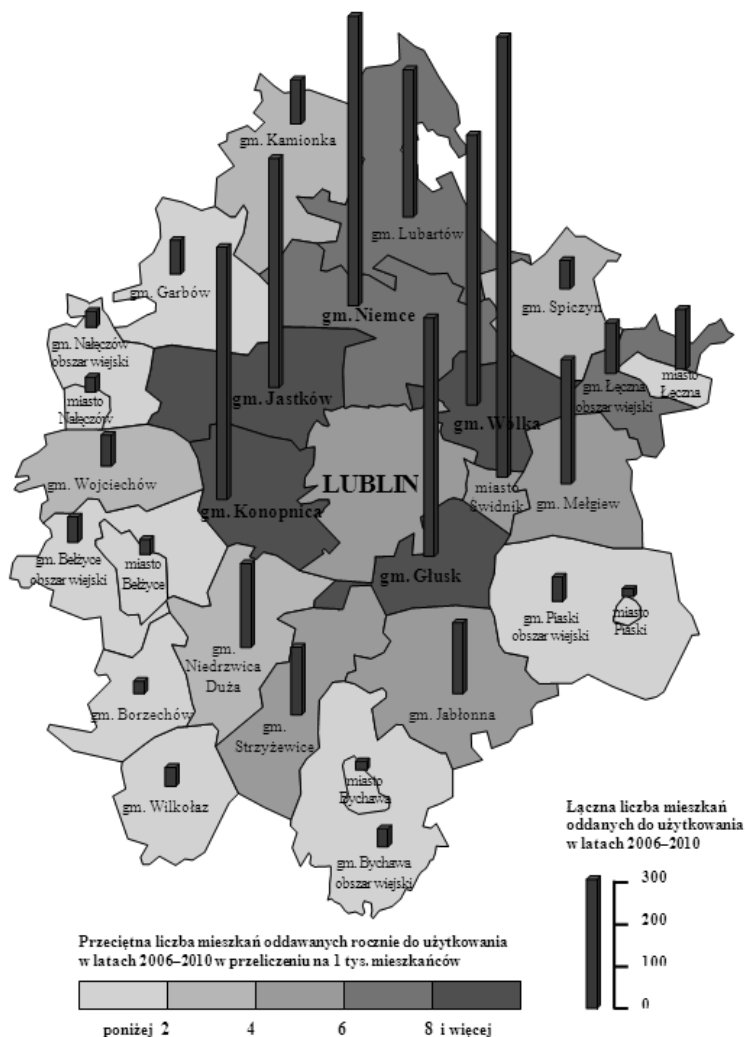 gm. Kamionka
gm. Lubartów
gm. Garbów
gm. Niemce
gm. Spiczyn
gm. Nałęczów
obszar wiejski
miasto
Nałęczów
gm. Jastków
gm. Wólka
gm. Łęczna
obszar wiejski
miasto
Łęczna
gm. Wojciechów
gm. Konopnica
LUBLIN
miasto
Świdnik
gm. Mełgiew
gm. Bełżyce
obszar wiejski
miasto
Bełżyce
gm. Głusk
gm. Piaski
obszar wiejski
miasto
Piaski
gm.
Niedrzwica
Duża
gm. Borzechów
gm.
Strzyżewice
gm. Jabłonna
gm. Wilkołaz
miasto
Bychawa
gm. Bychawa
obszar wiejski
Łączna liczba mieszkań
oddanych do użytkowania
w latach 2006–2010
300
200
100
0
Przeciętna liczba mieszkań oddawanych rocznie do użytkowania
w latach 2006–2010 w przeliczeniu na 1 tys. mieszkańców
poniżej 2 4 6 8 i więcej